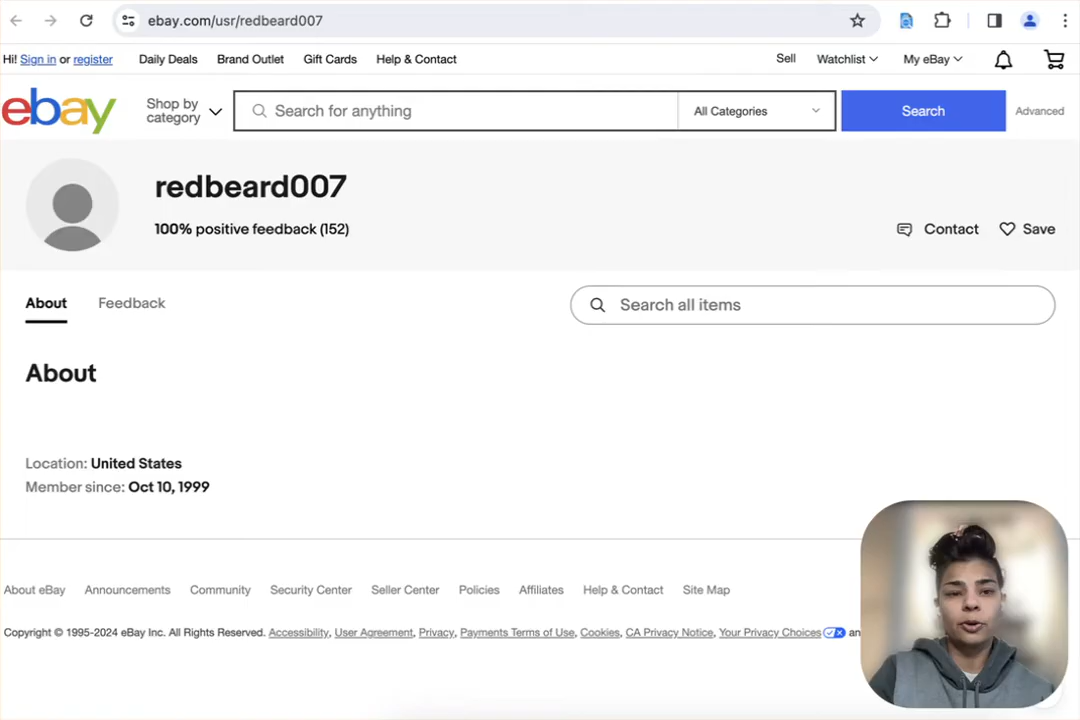 ebay.com/usr/redbeard007
Hi! Sign in or register Daily Deals Brand Outlet Gift Cards Help & Contact Sell Watchlist My eBay
ebay Shop by category Search for anything All Categories Search Advanced
redbeard007
100% positive feedback (152) Contact Save
About Feedback Search all items
About
Location: United States
Member since: Oct 10, 1999
About eBay Announcements Community Security Center Seller Center Policies Affiliates Help & Contact Site Map
Copyright © 1995-2024 eBay Inc. All Rights Reserved. Accessibility, User Agreement, Privacy, Payments Terms of Use, Cookies, CA Privacy Notice, Your Privacy Choices an